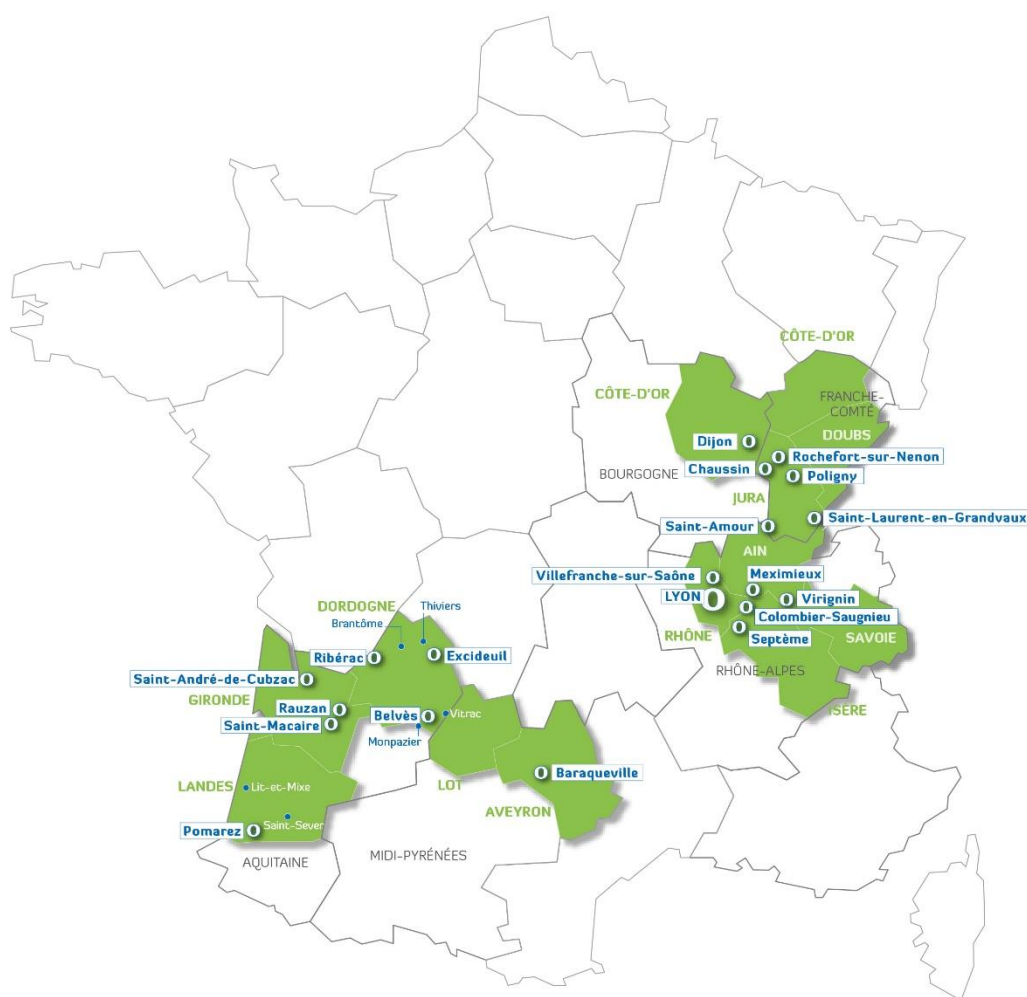 CÔTE-D'OR
CÔTE-D'OR
FRANCHE-
COMTÉ
DOUBS
Dijon
Rochefort-sur-Nenon
BOURGOGNE
Chaussin
Poligny
JURA
Saint-Amour
Saint-Laurent-en-Grandvaux
AIN
Villefranche-sur-Saône
Meximieux
LYON
Virignin
Colombier-Saugnieu
RHÔNE
Septème
SAVOIE
RHÔNE-ALPES
ISÈRE
DORDOGNE
Thiviers
Brantôme
Ribérac
Excideuil
Saint-André-de-Cubzac
GIRONDE
Rauzan
Belvès
Vitrac
Saint-Macaire
Monpazier
Baraqueville
LANDES
Lit-et-Mixe
LOT
AVEYRON
Saint-Sever
Pomarez
AQUITAINE
MIDI-PYRÉNÉES